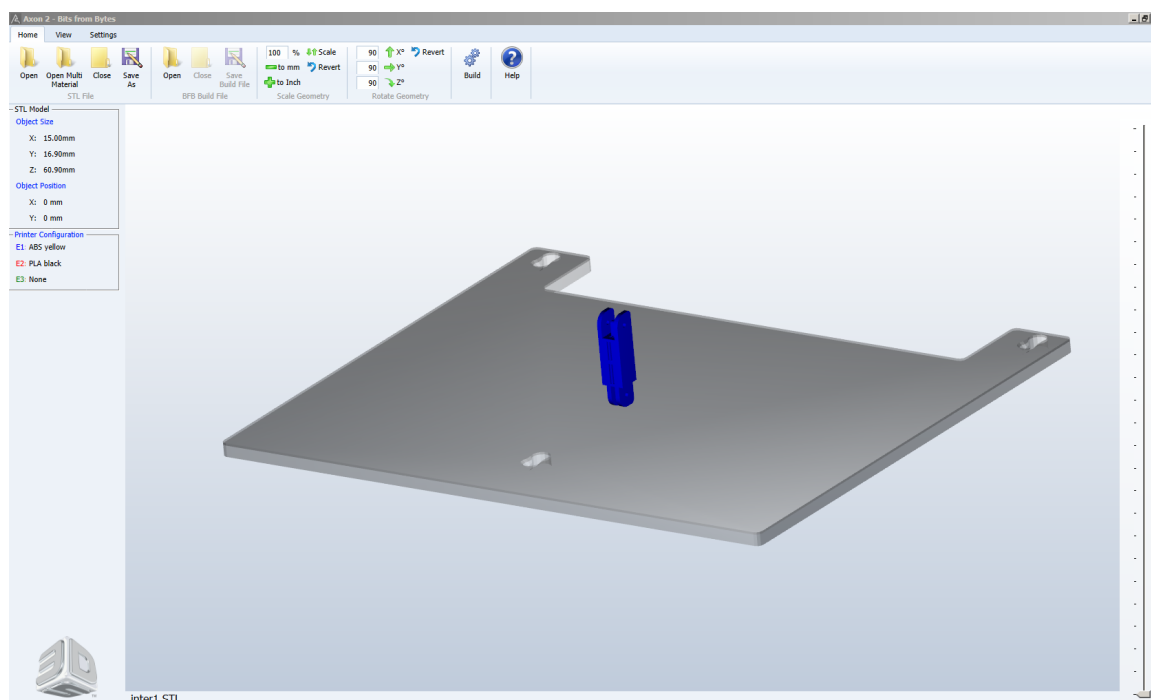 Axon 2 - Bits from Bytes
Home View Settings
Open Open Multi Material Close Save As
STL File
Open Close Save Build File
BFB Build File
100 % Scale
to mm Revert
to Inch
Scale Geometry
90 X° Revert
90 Y°
90 Z°
Rotate Geometry
Build
Help
STL Model
Object Size
X: 15.00mm
Y: 16.90mm
Z: 60.90mm
Object Position
X: 0 mm
Y: 0 mm
Printer Configuration
E1: ABS yellow
E2: PLA black
E3: None
3DS
inter1.STL